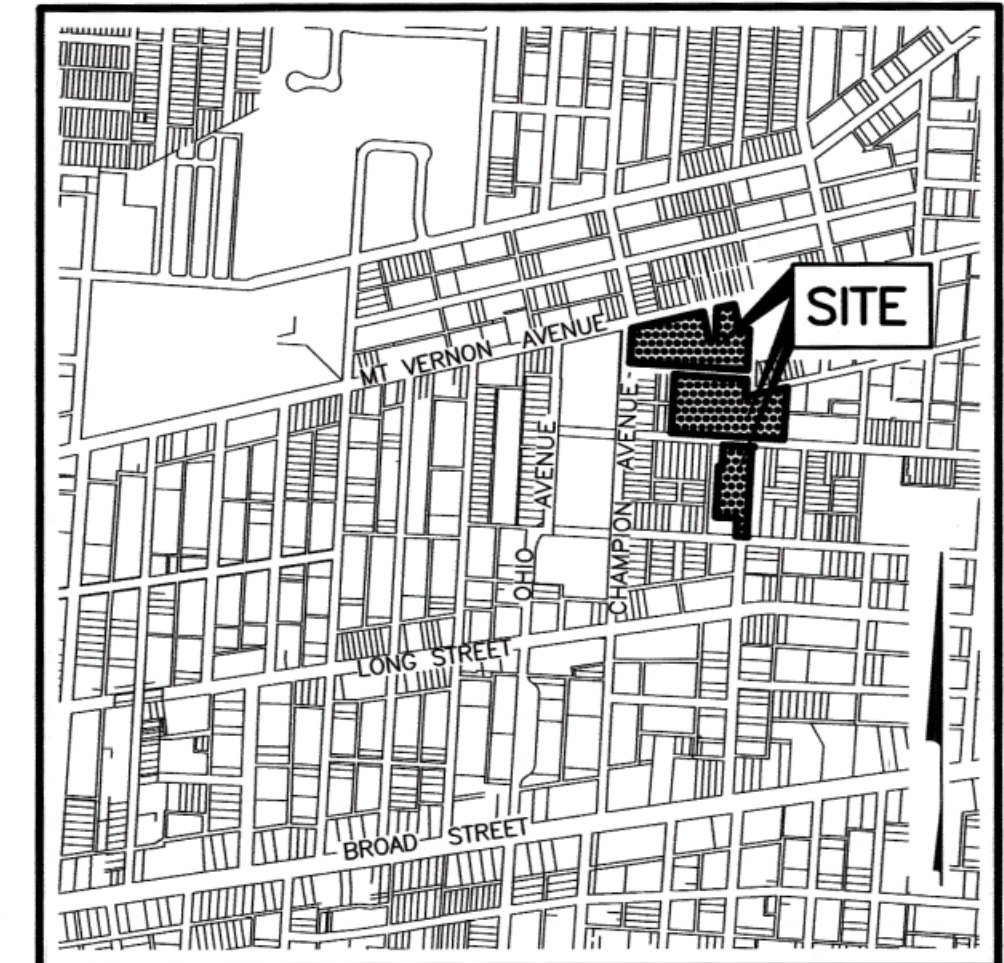 SITE
MT VERNON AVENUE
OHIO AVENUE
CHAMPION AVENUE
LONG STREET
BROAD STREET